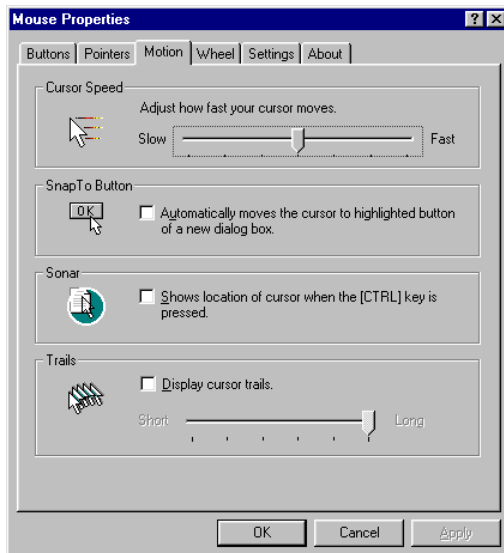 Mouse Properties
Buttons Pointers Motion Wheel Settings About
Cursor Speed
Adjust how fast your cursor moves.
Slow Fast
SnapTo Button
OK
Automatically moves the cursor to highlighted button
of a new dialog box.
Sonar
Shows location of cursor when the [CTRL] key is
pressed.
Trails
Display cursor trails.
Short Long
OK Cancel Apply